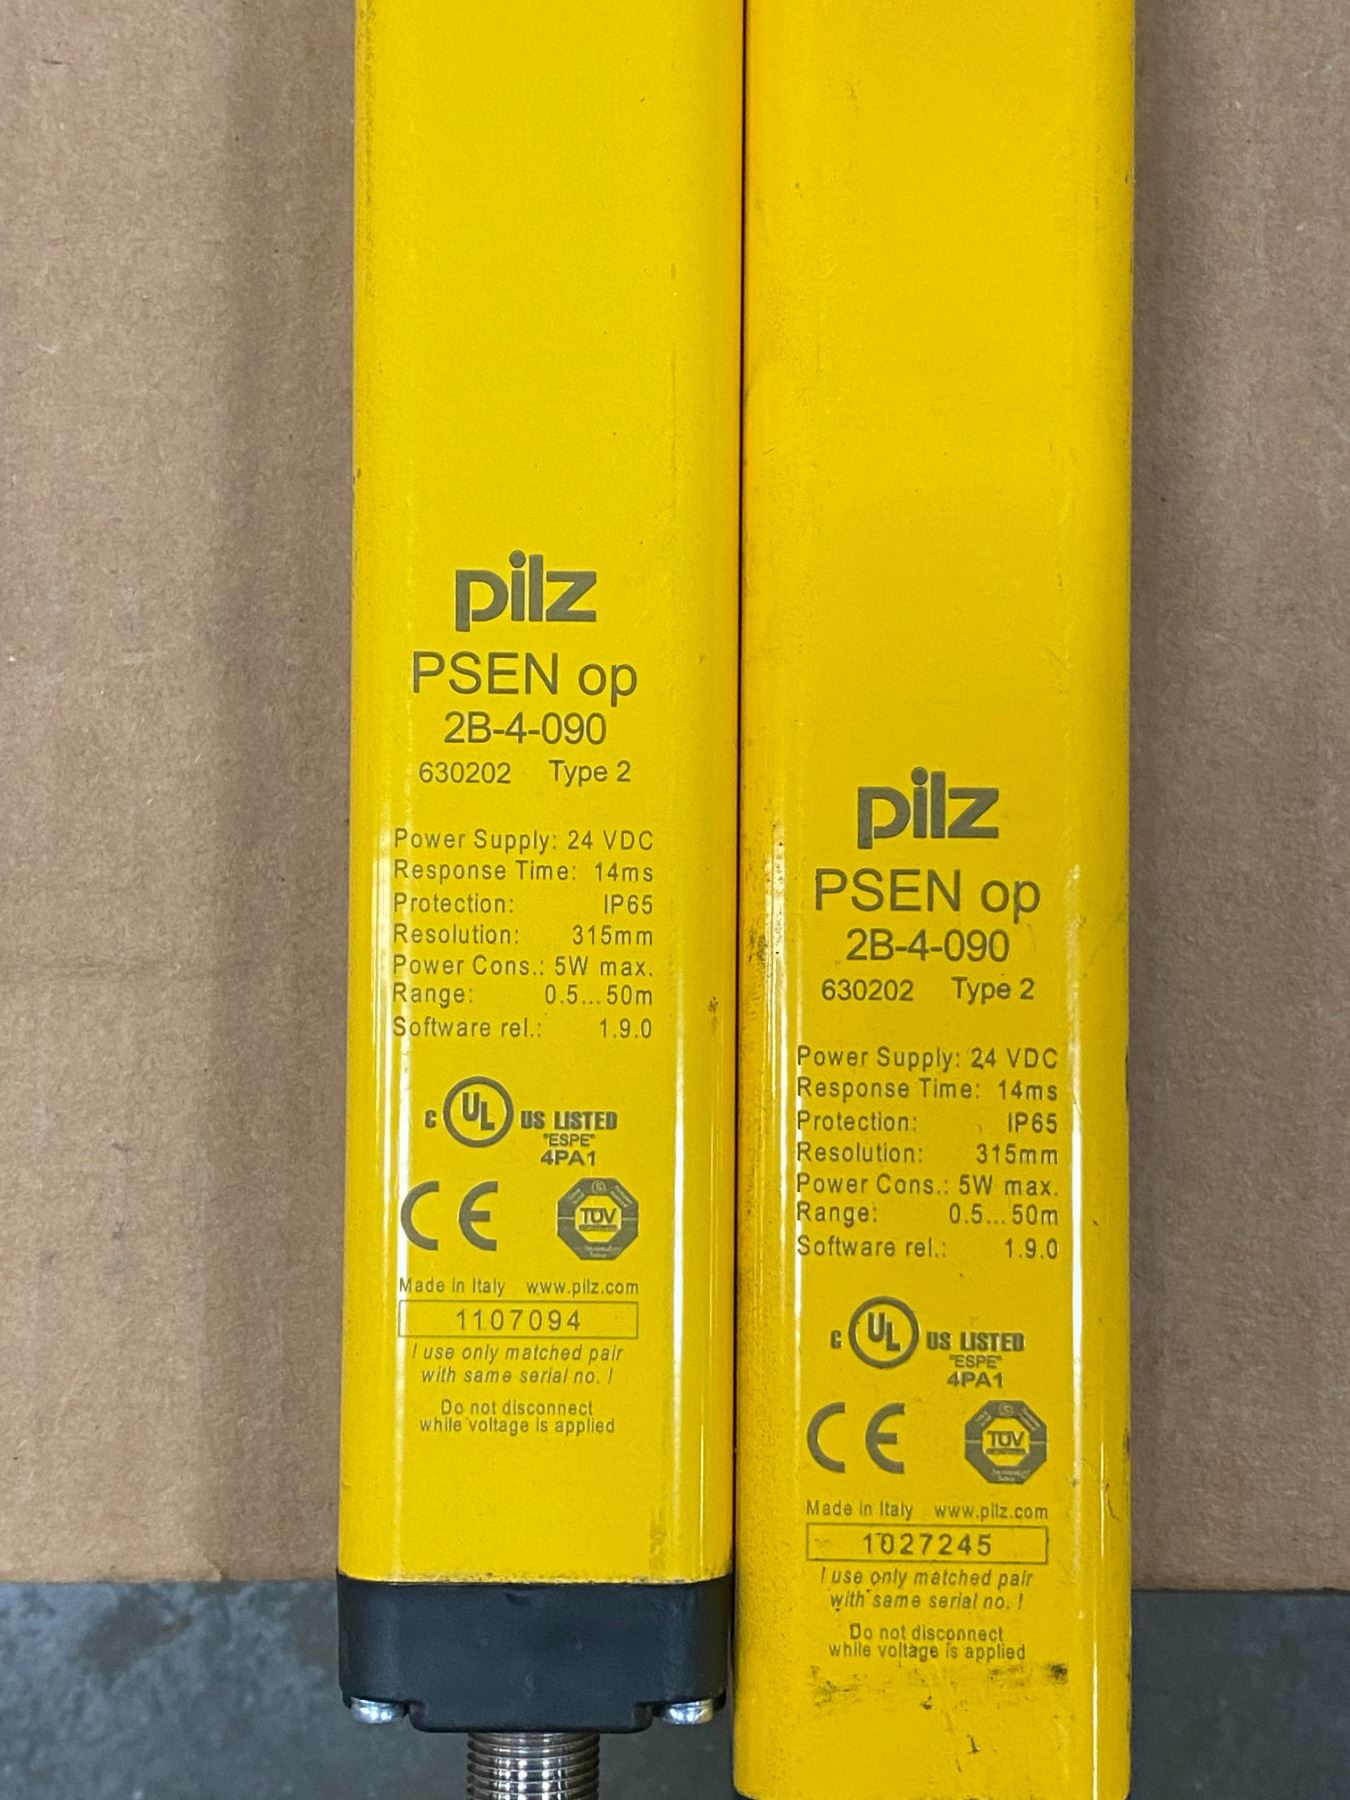 pilz
PSEN op
2B-4-090
630202 Type 2
Power Supply: 24 VDC
Response Time: 14ms
Protection: IP65
Resolution: 315mm
Power Cons.: 5W max.
Range: 0.5...50m
Software rel.: 1.9.0
c UL US LISTED
"ESPE"
4PA1
CE TÜV
Made in Italy www.pilz.com
1107094
! use only matched pair
with same serial no. !
Do not disconnect
while voltage is applied
pilz
PSEN op
2B-4-090
630202 Type 2
Power Supply: 24 VDC
Response Time: 14ms
Protection: IP65
Resolution: 315mm
Power Cons.: 5W max.
Range: 0.5...50m
Software rel.: 1.9.0
c UL US LISTED
"ESPE"
4PA1
CE TÜV
Made in Italy www.pilz.com
1027245
! use only matched pair
with same serial no. !
Do not disconnect
while voltage is applied